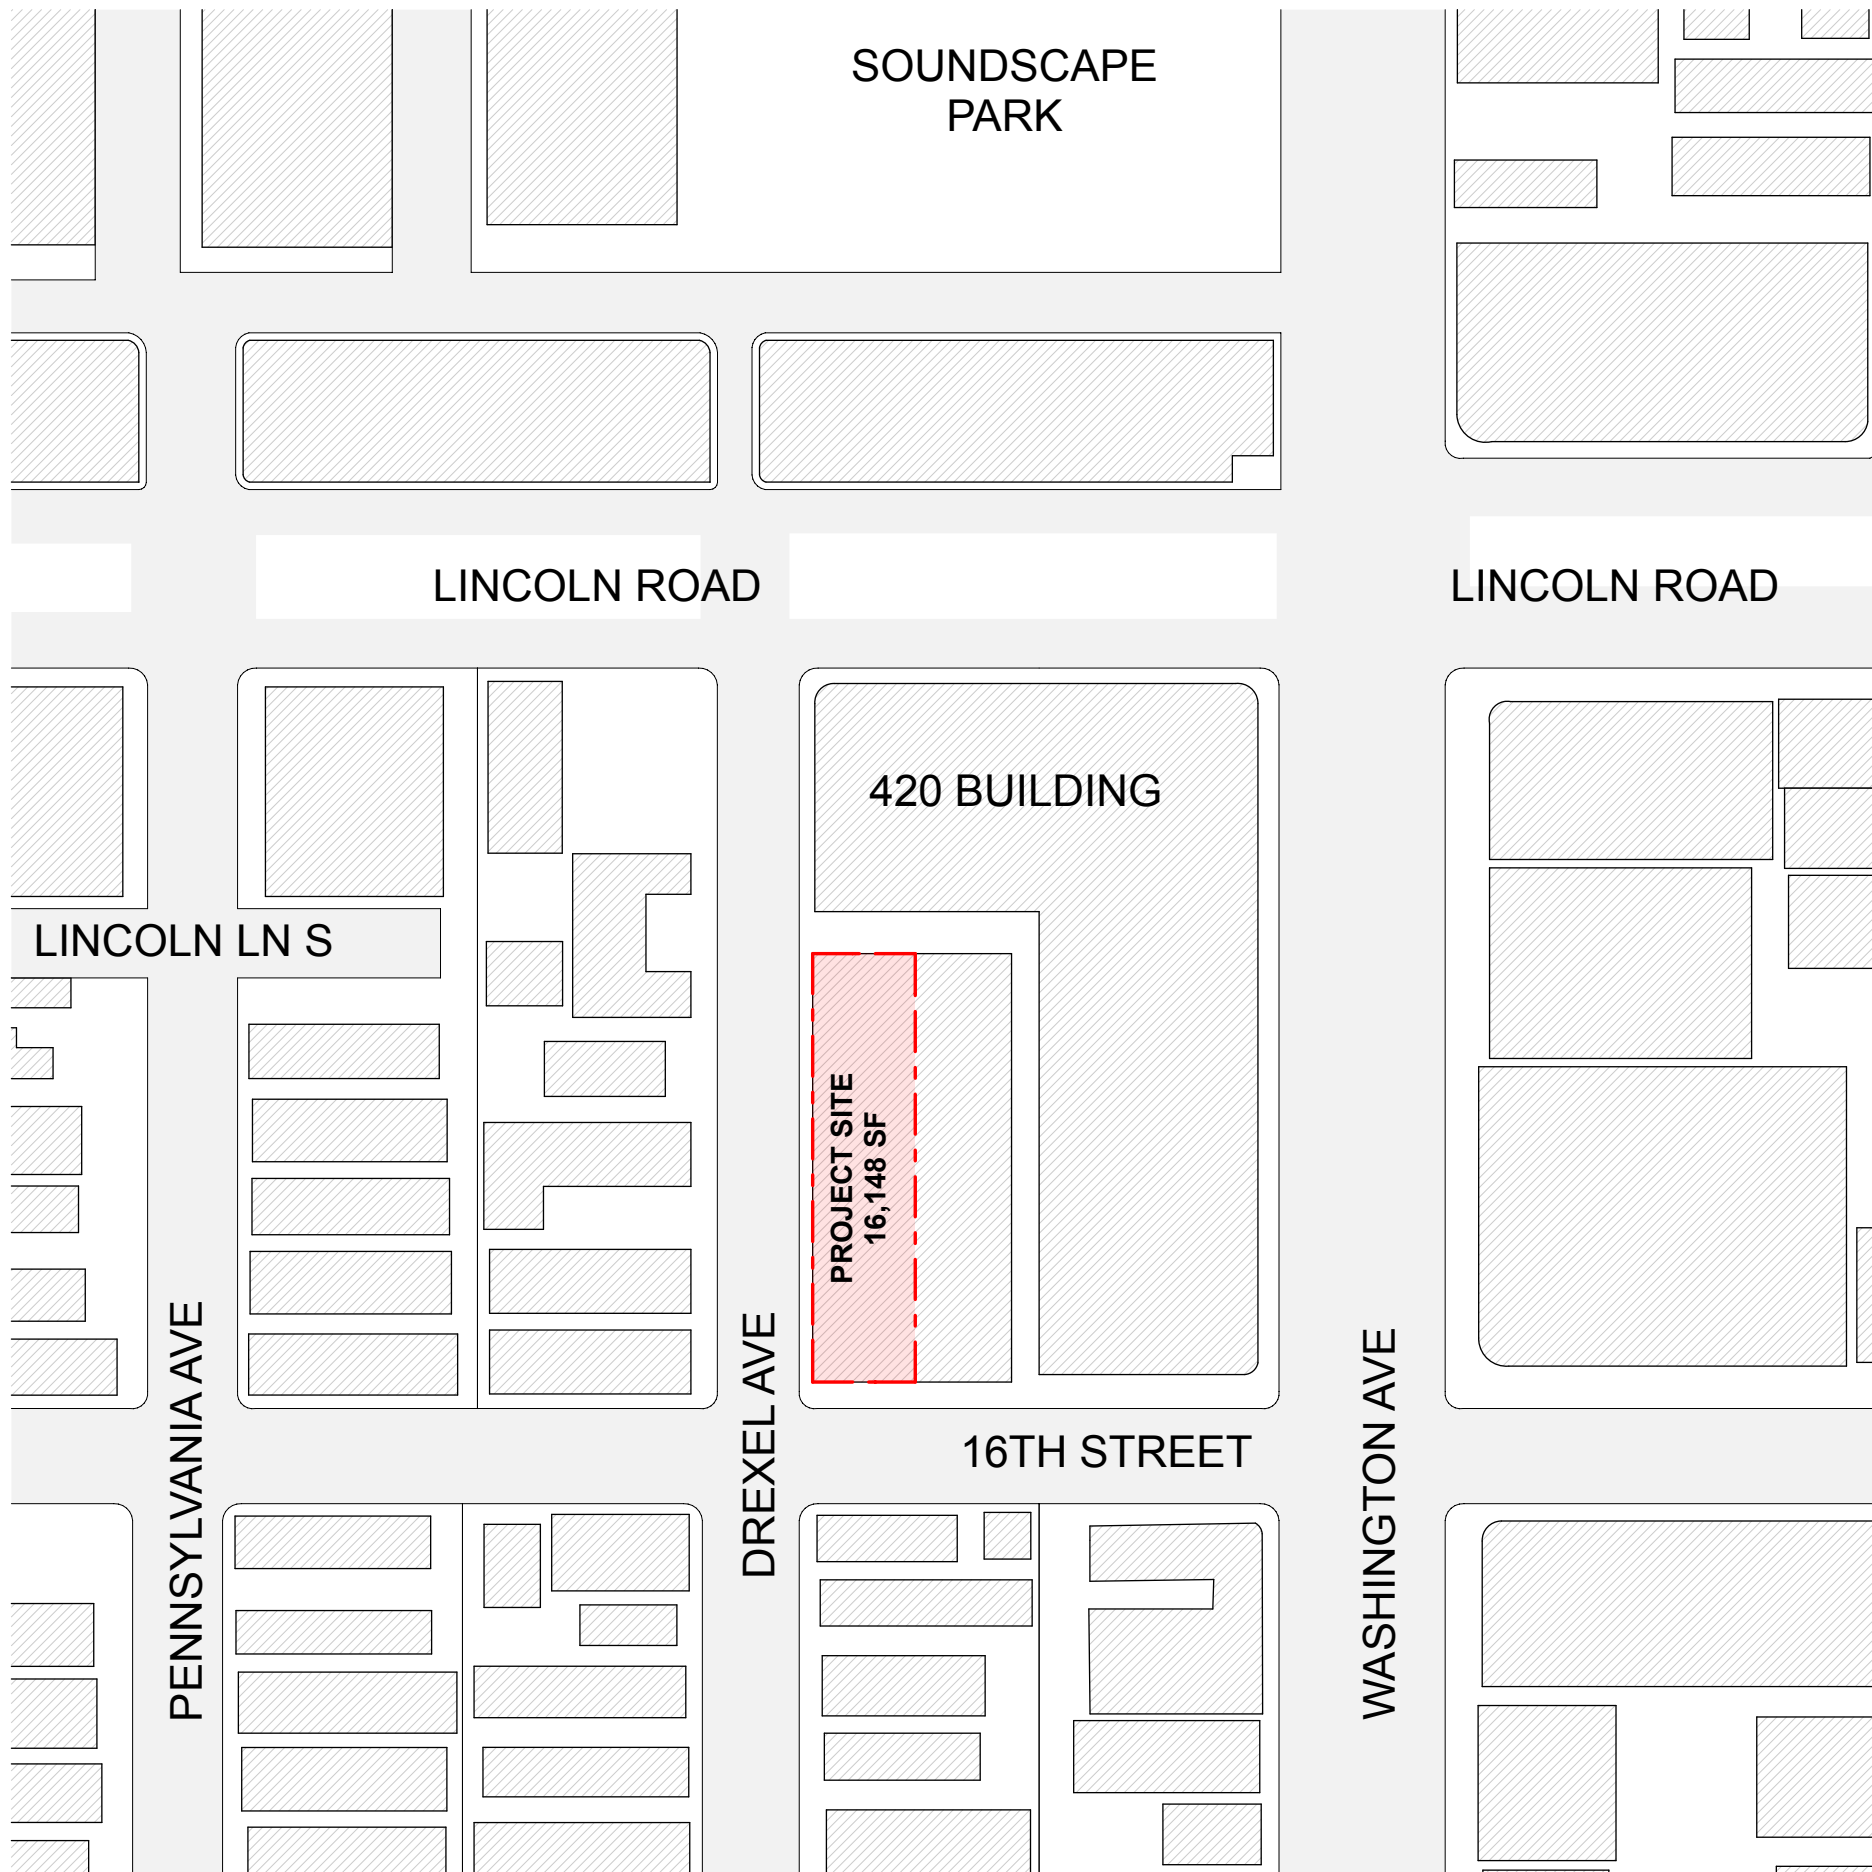 SOUNDSCAPE
PARK
LINCOLN ROAD
LINCOLN ROAD
420 BUILDING
LINCOLN LN S
PROJECT SITE
16,148 SF
PENNSYLVANIA AVE
DREXEL AVE
WASHINGTON AVE
16TH STREET